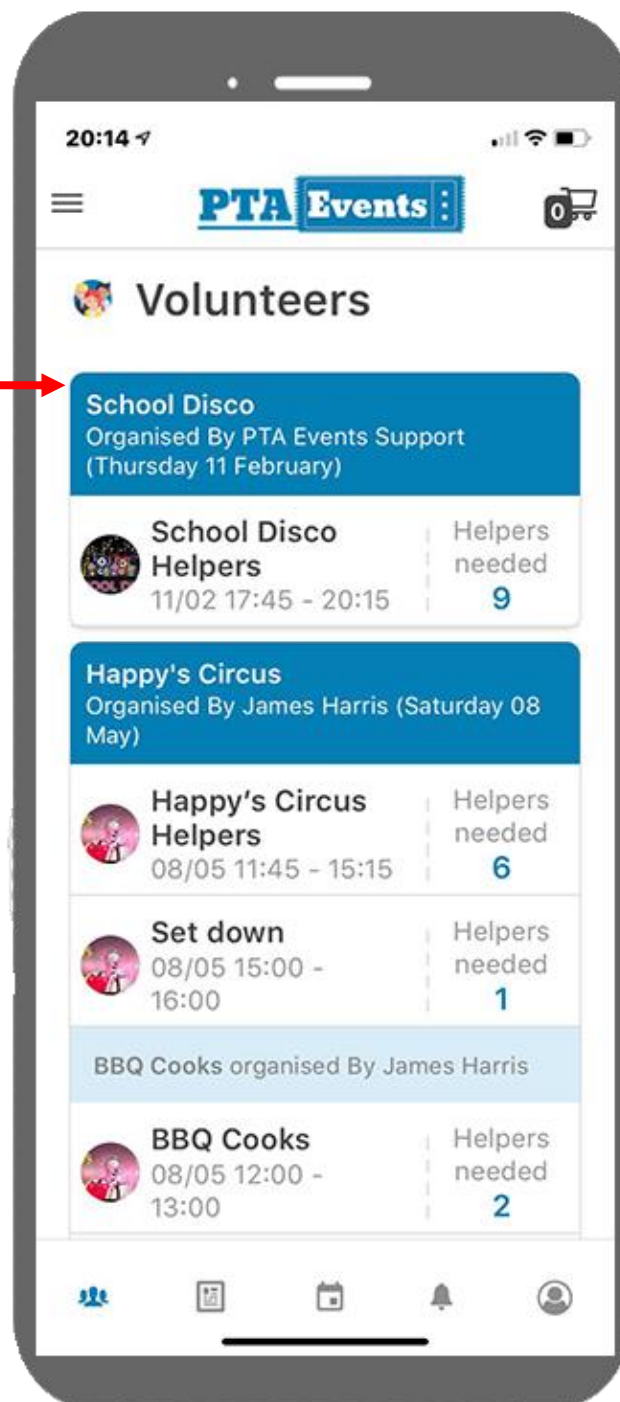 20:14
PTA Events
0
Volunteers
School Disco
Organised By PTA Events Support
(Thursday 11 February)
School Disco
Helpers
11/02 17:45 - 20:15
Helpers
needed
9
Happy's Circus
Organised By James Harris (Saturday 08
May)
Happy's Circus
Helpers
08/05 11:45 - 15:15
Helpers
needed
6
Set down
08/05 15:00 -
16:00
Helpers
needed
1
BBQ Cooks organised By James Harris
BBQ Cooks
08/05 12:00 -
13:00
Helpers
needed
2